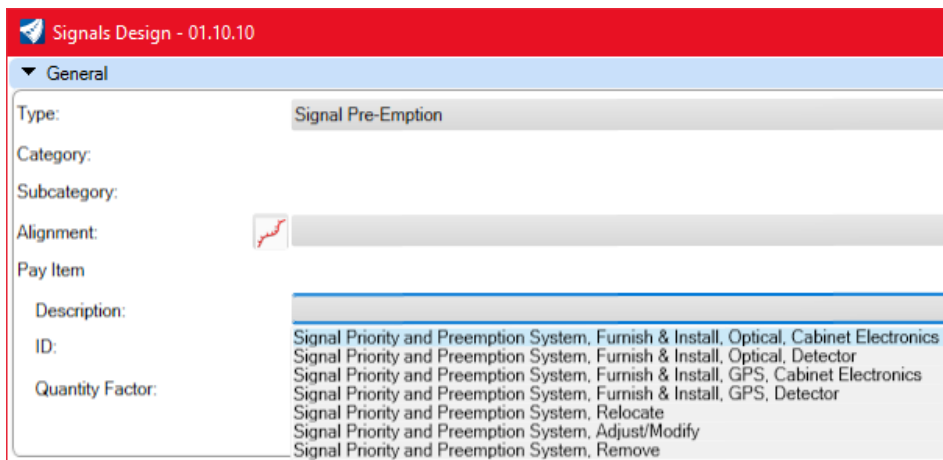 Signals Design - 01.10.10
General
Type: Signal Pre-Emption
Category:
Subcategory:
Alignment:
Pay Item
Description:
ID:
Quantity Factor:
Signal Priority and Preemption System, Furnish & Install, Optical, Cabinet Electronics
Signal Priority and Preemption System, Furnish & Install, Optical, Detector
Signal Priority and Preemption System, Furnish & Install, GPS, Cabinet Electronics
Signal Priority and Preemption System, Furnish & Install, GPS, Detector
Signal Priority and Preemption System, Relocate
Signal Priority and Preemption System, Adjust/Modify
Signal Priority and Preemption System, Remove